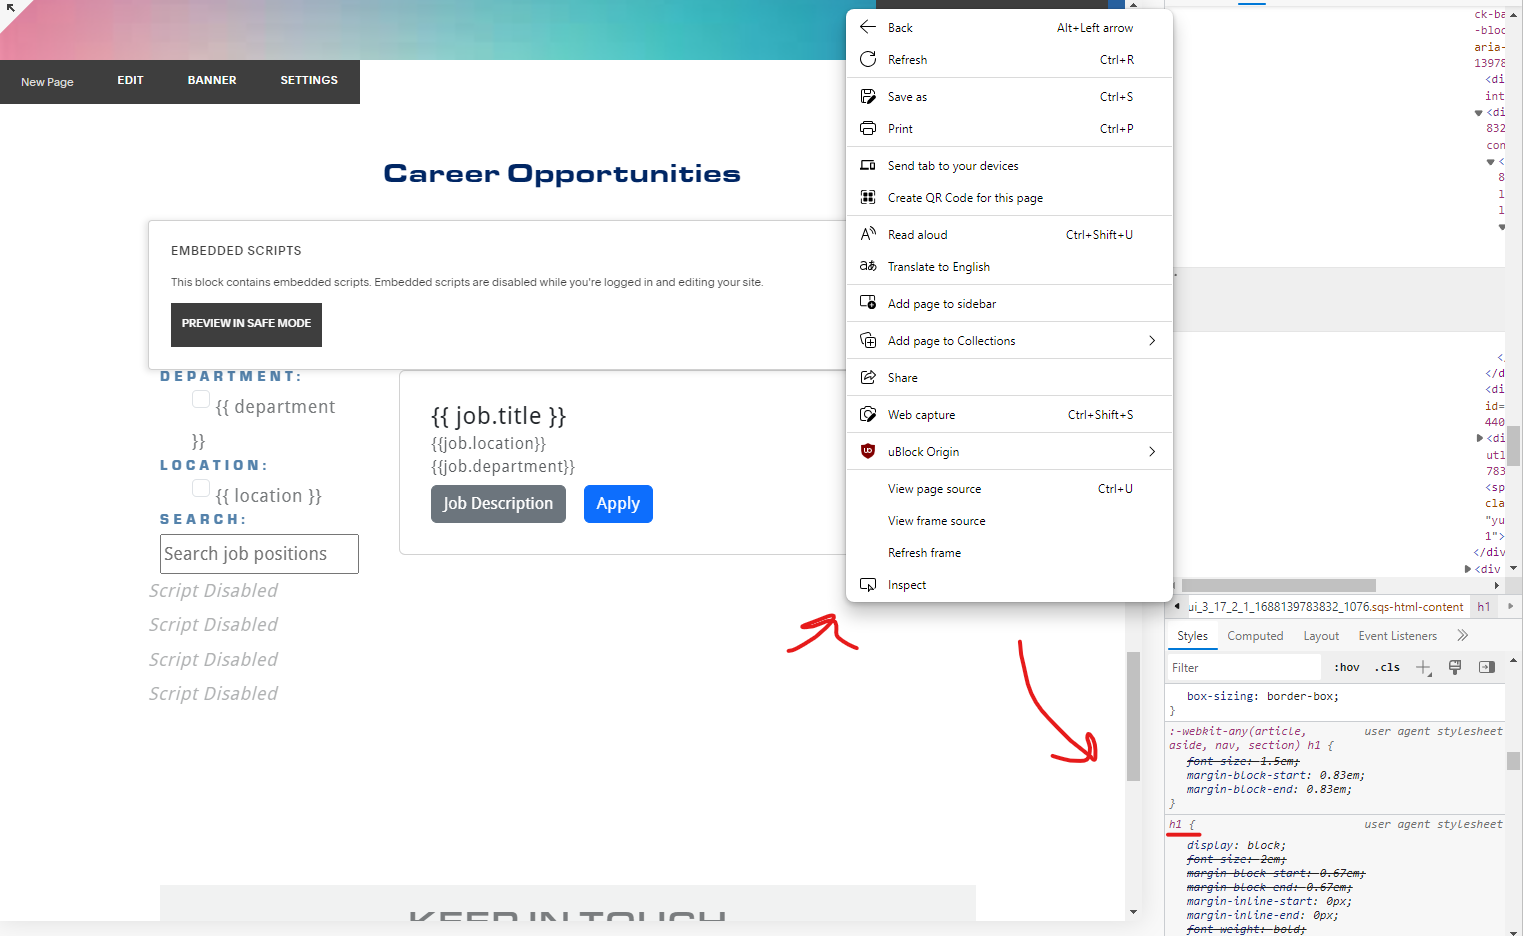 New Page
EDIT
BANNER
SETTINGS
Career Opportunities
EMBEDDED SCRIPTS
This block contains embedded scripts. Embedded scripts are disabled while you're logged in and editing your site.
PREVIEW IN SAFE MODE
DEPARTMENT:
{{ department
}}
LOCATION:
{{ location }}
SEARCH:
Search job positions
Script Disabled
Script Disabled
Script Disabled
Script Disabled
{{ job.title }}
{{job.location}}
{{job.department}}
Job Description Apply
KEEP IN TOUCH
Back Alt+Left arrow
Refresh Ctrl+R
Save as Ctrl+S
Print Ctrl+P
Send tab to your devices
Create QR Code for this page
Read aloud Ctrl+Shift+U
Translate to English
Add page to sidebar
Add page to Collections
Share
Web capture Ctrl+Shift+S
uBlock Origin
View page source Ctrl+U
View frame source
Refresh frame
Inspect
ck-ba
-bloc
aria-
13978
<di
int
<di
832
con
<
8
1
1
</
</d
<di
id=
440
<di
utl
783
<sp
cla
"yu
1">
</div
<div
ui_3_17_2_1_1688139783832_1076.sqs-html-content h1
Styles Computed Layout Event Listeners
Filter :hov .cls
box-sizing: border-box;
}
:-webkit-any(article, user agent stylesheet
aside, nav, section) h1 {
font-size: 1.5em;
margin-block-start: 0.83em;
margin-block-end: 0.83em;
}
h1 { user agent stylesheet
display: block;
font-size: 2em;
margin-block-start: 0.67em;
margin-block-end: 0.67em;
margin-inline-start: 0px;
margin-inline-end: 0px;
font-weight: bold;